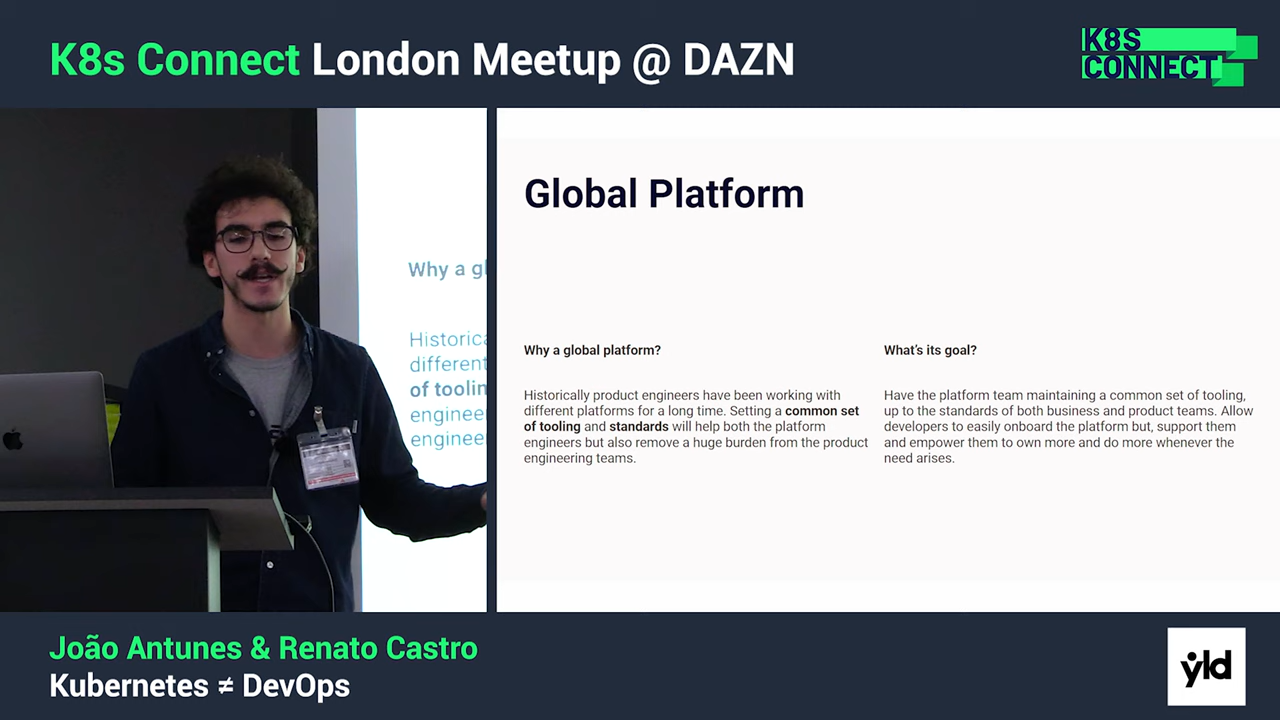 K8s Connect London Meetup @ DAZN
K8S
CONNECT
Why a gl
Historica
different
of toolin
enginee
enginee
Global Platform
Why a global platform?
Historically product engineers have been working with
different platforms for a long time. Setting a common set
of tooling and standards will help both the platform
engineers but also remove a huge burden from the product
engineering teams.
What's its goal?
Have the platform team maintaining a common set of tooling,
up to the standards of both business and product teams. Allow
developers to easily onboard the platform but, support them
and empower them to own more and do more whenever the
need arises.
João Antunes & Renato Castro
Kubernetes ≠ DevOps
yld